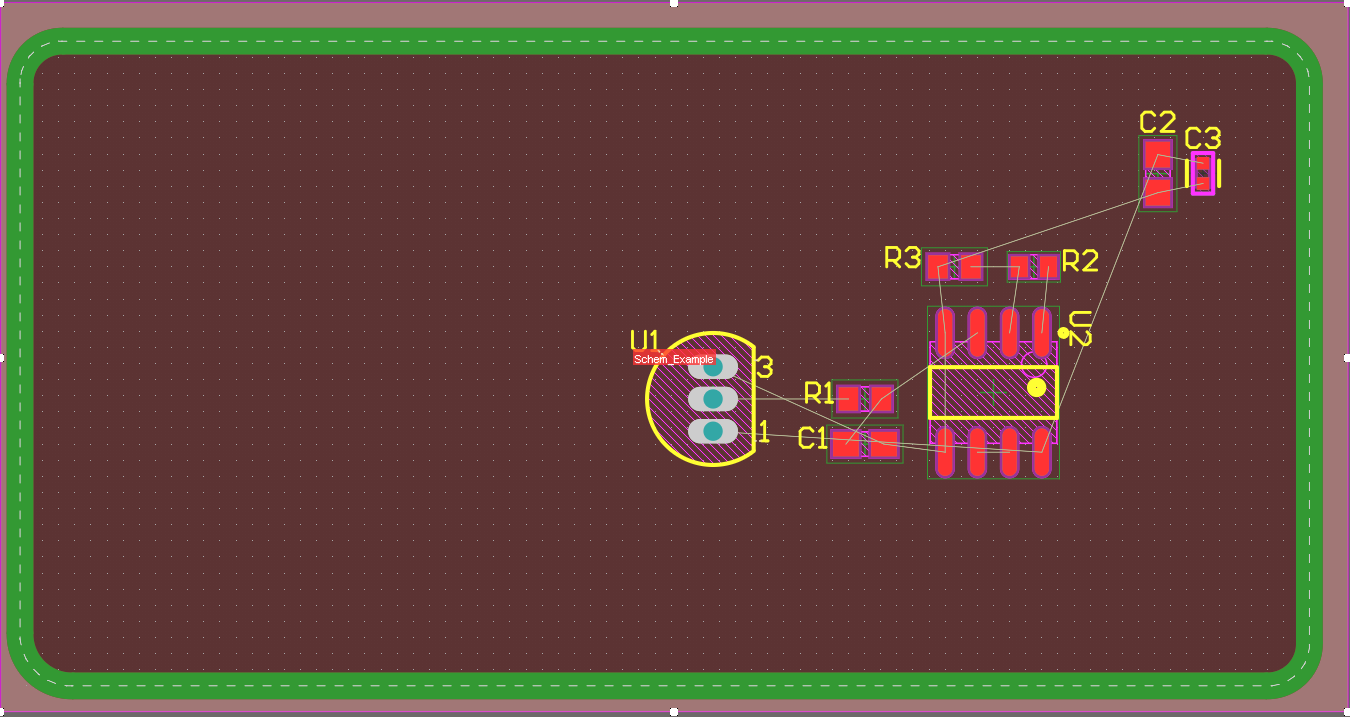 C2
C3
R3
R2
U2
U1
Schem_Example
3
R1
1
C1